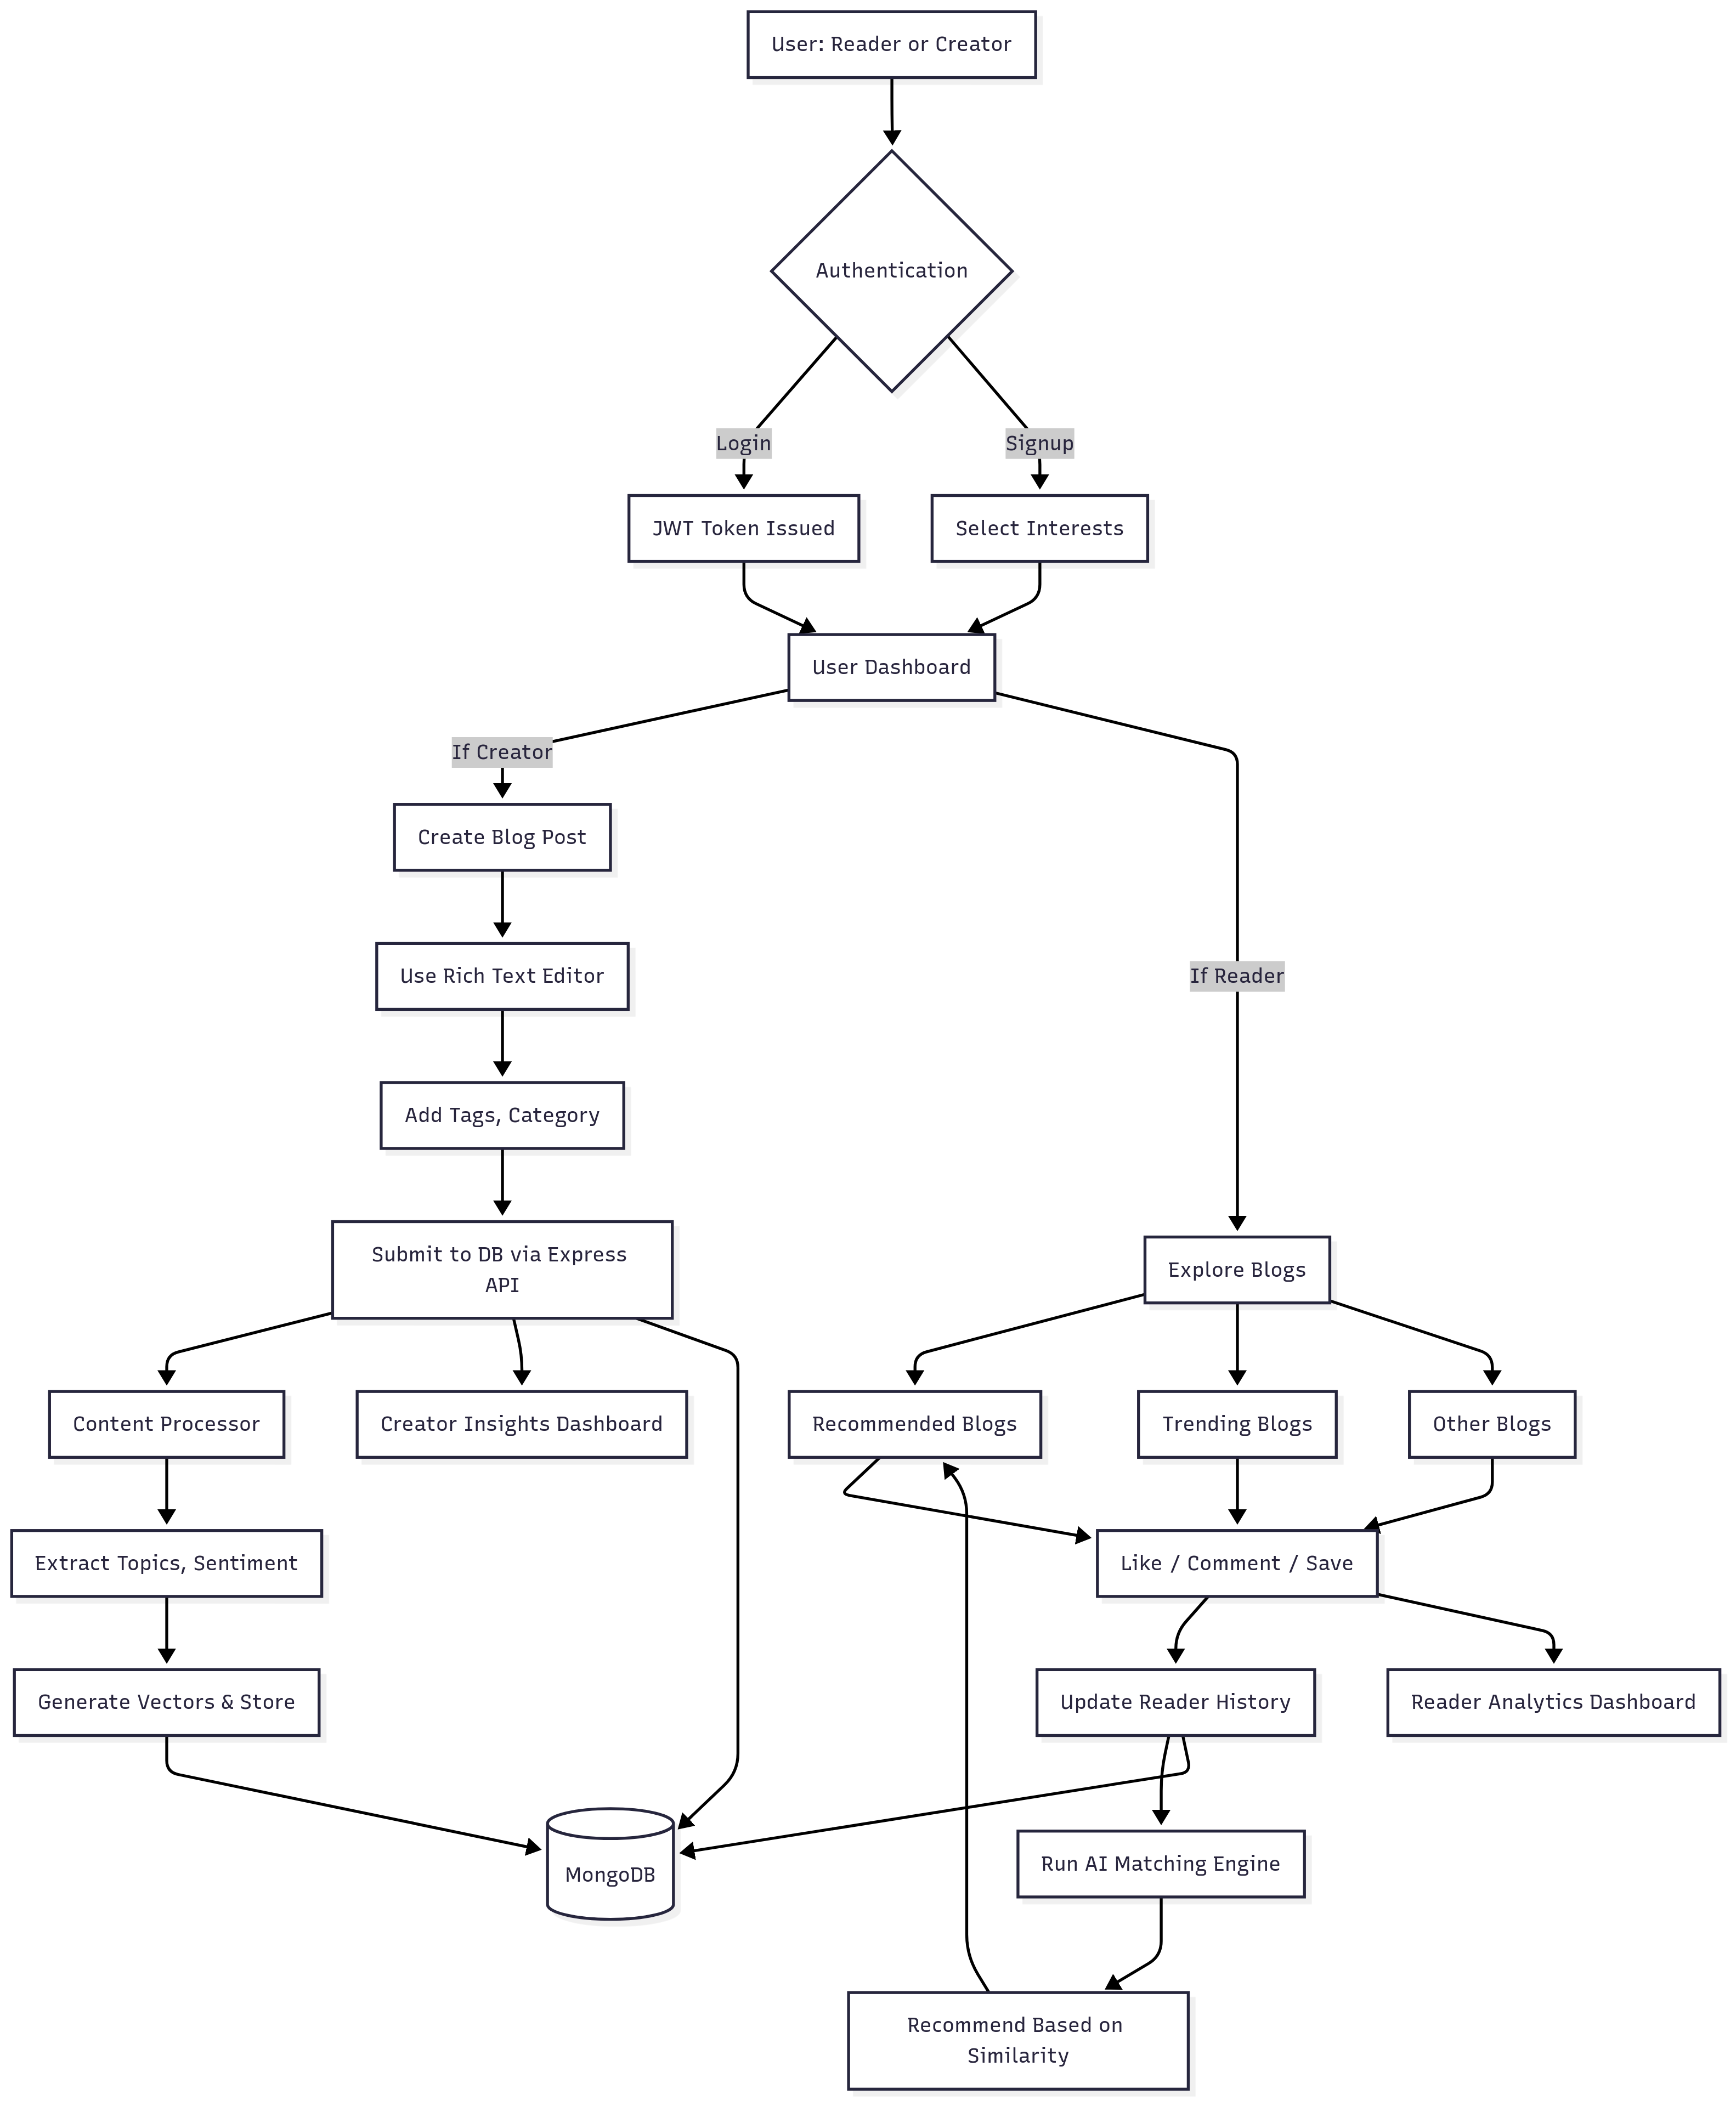 User: Reader or Creator
Authentication
Login
Signup
JWT Token Issued
Select Interests
User Dashboard
If Creator
Create Blog Post
Use Rich Text Editor
If Reader
Add Tags, Category
Submit to DB via Express
API
Explore Blogs
Content Processor
Creator Insights Dashboard
Recommended Blogs
Trending Blogs
Other Blogs
Extract Topics, Sentiment
Like / Comment / Save
Generate Vectors & Store
Update Reader History
Reader Analytics Dashboard
MongoDB
Run AI Matching Engine
Recommend Based on
Similarity